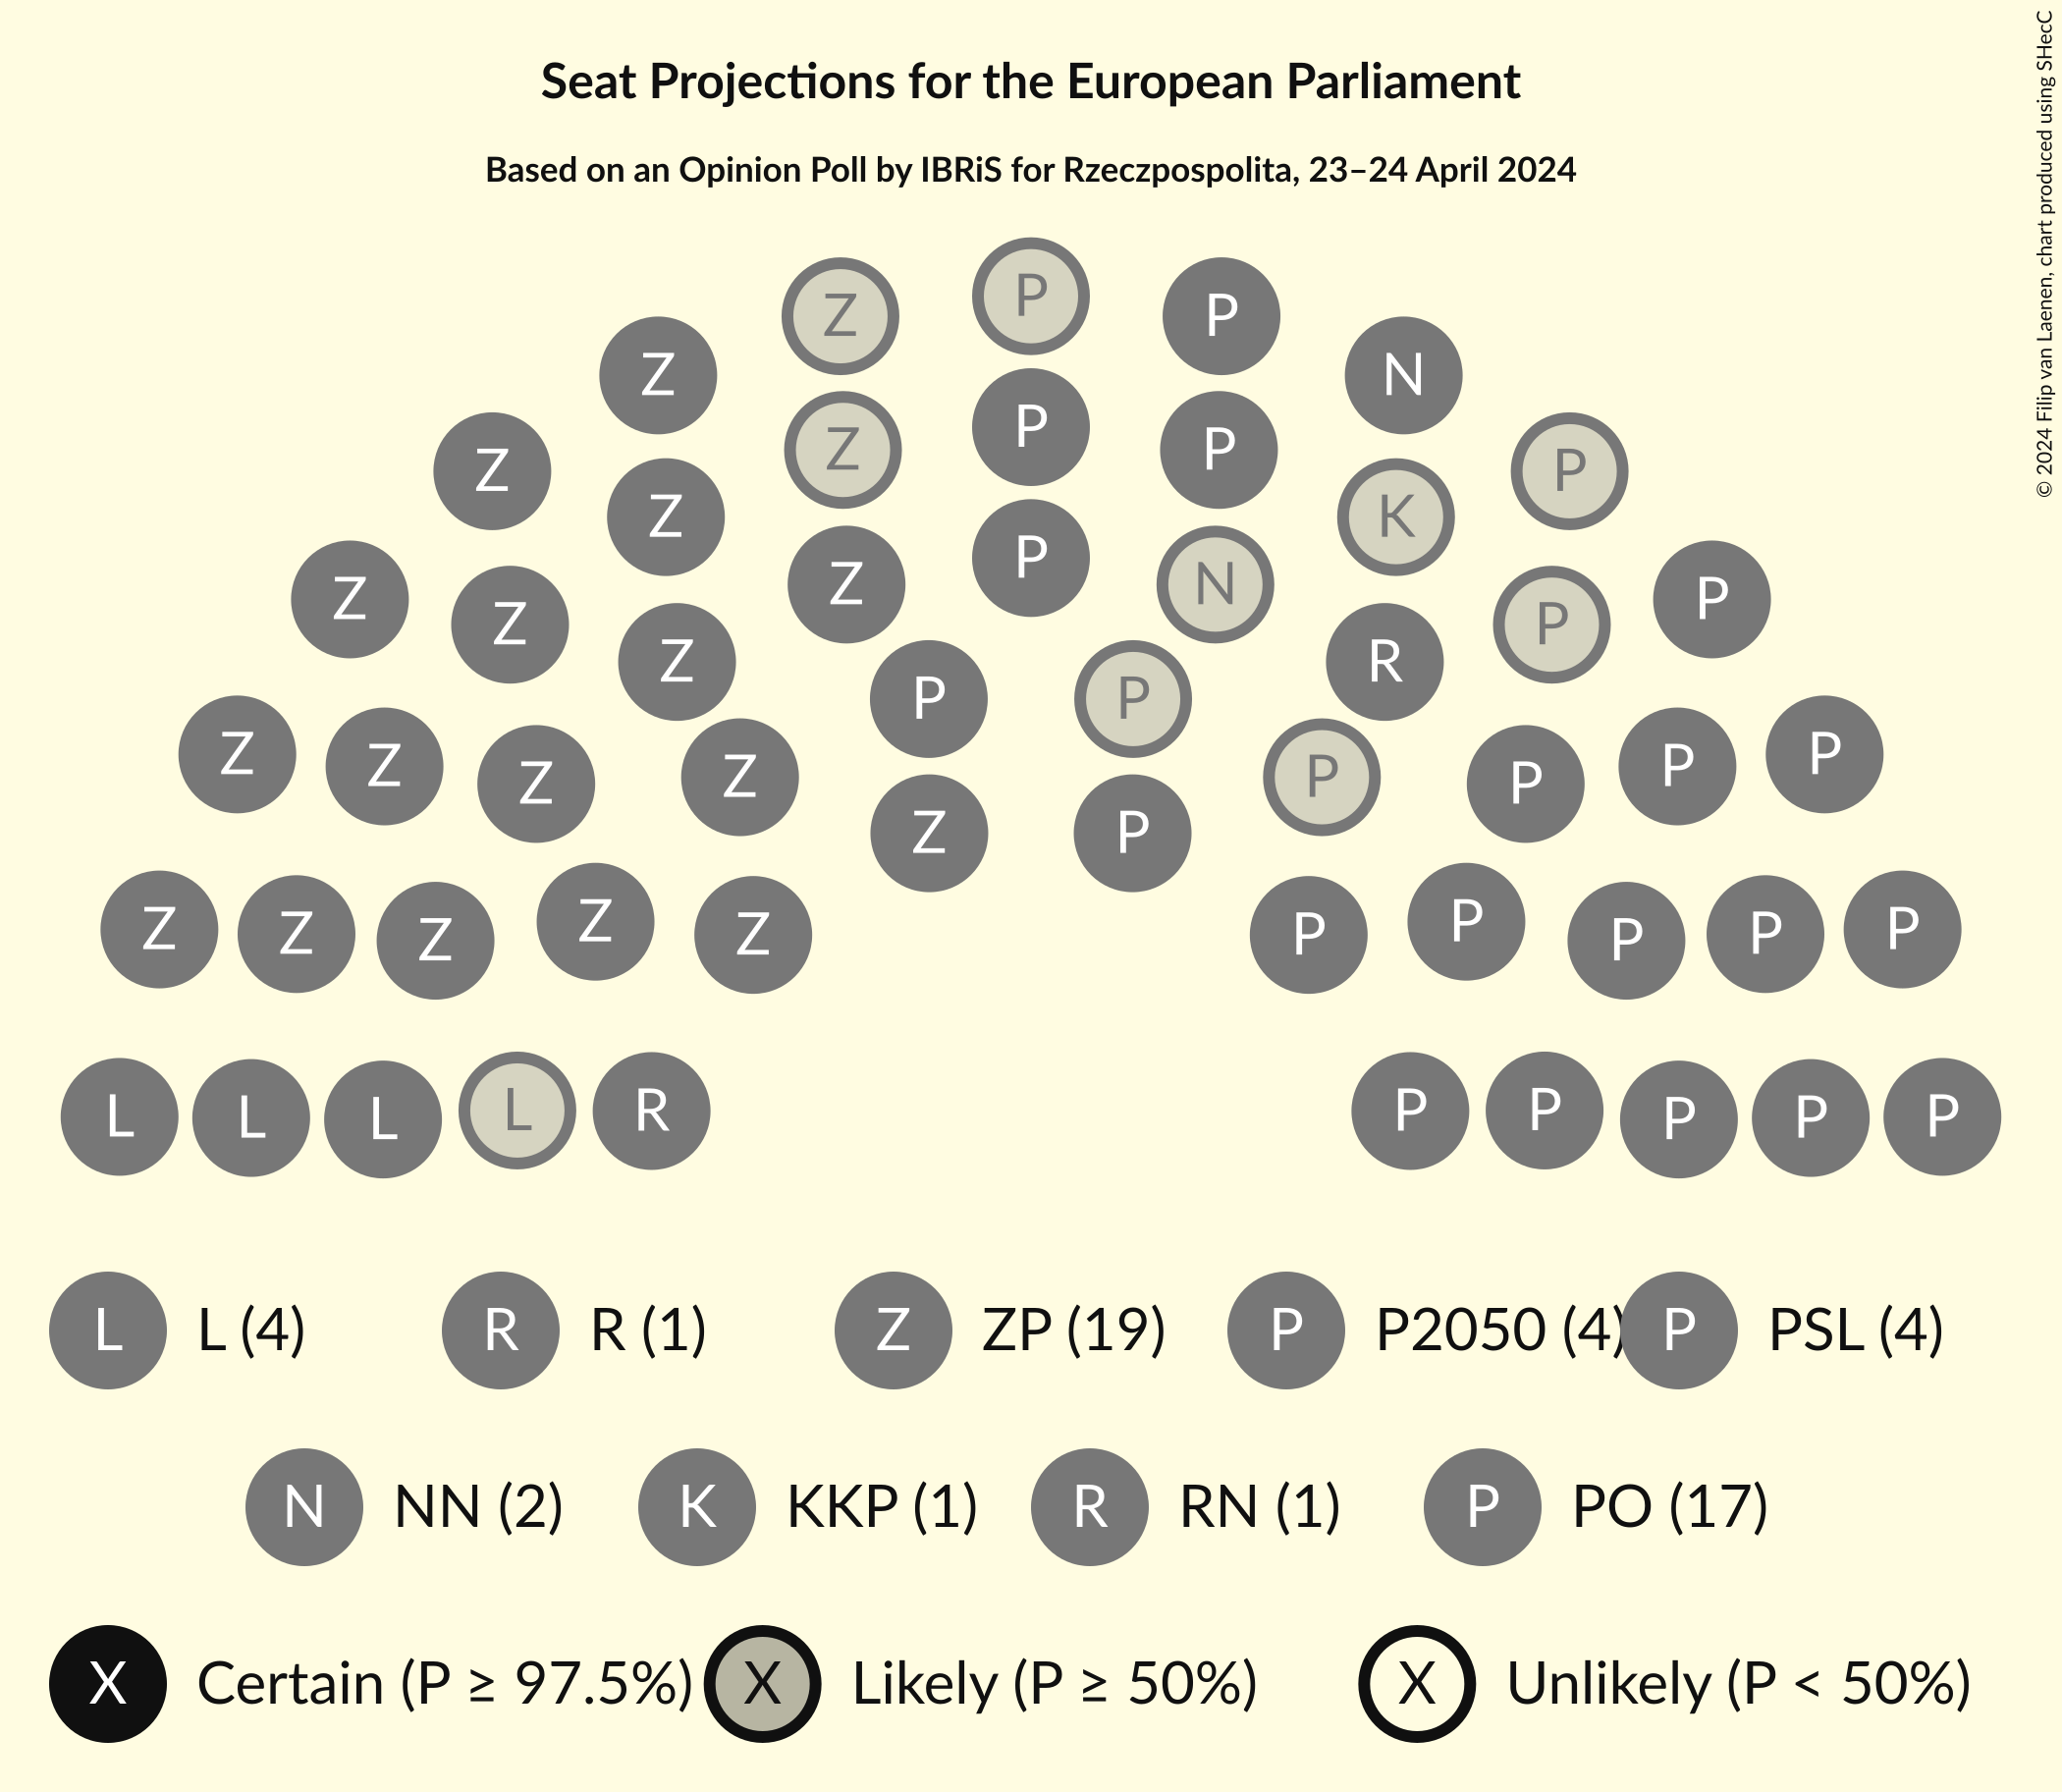 Seat Projections for the European Parliament
Based on an Opinion Poll by IBRiS for Rzeczpospolita, 23–24 April 2024
© 2024 Filip van Laenen, chart produced using SHecC
P
Z P
Z N
P
Z P
Z P
Z K
Z P
P
Z N
Z P
Z P
Z R
P P
Z P
Z P
Z P
Z P
Z P
Z P
Z P
Z P
Z P
Z P
Z P
L L L L R P P P P P
L L (4) R R (1) Z ZP (19) P P2050 (4) P PSL (4)
N NN (2) K KKP (1) R RN (1) P PO (17)
X Certain (P ≥ 97.5%) X Likely (P ≥ 50%) X Unlikely (P < 50%)